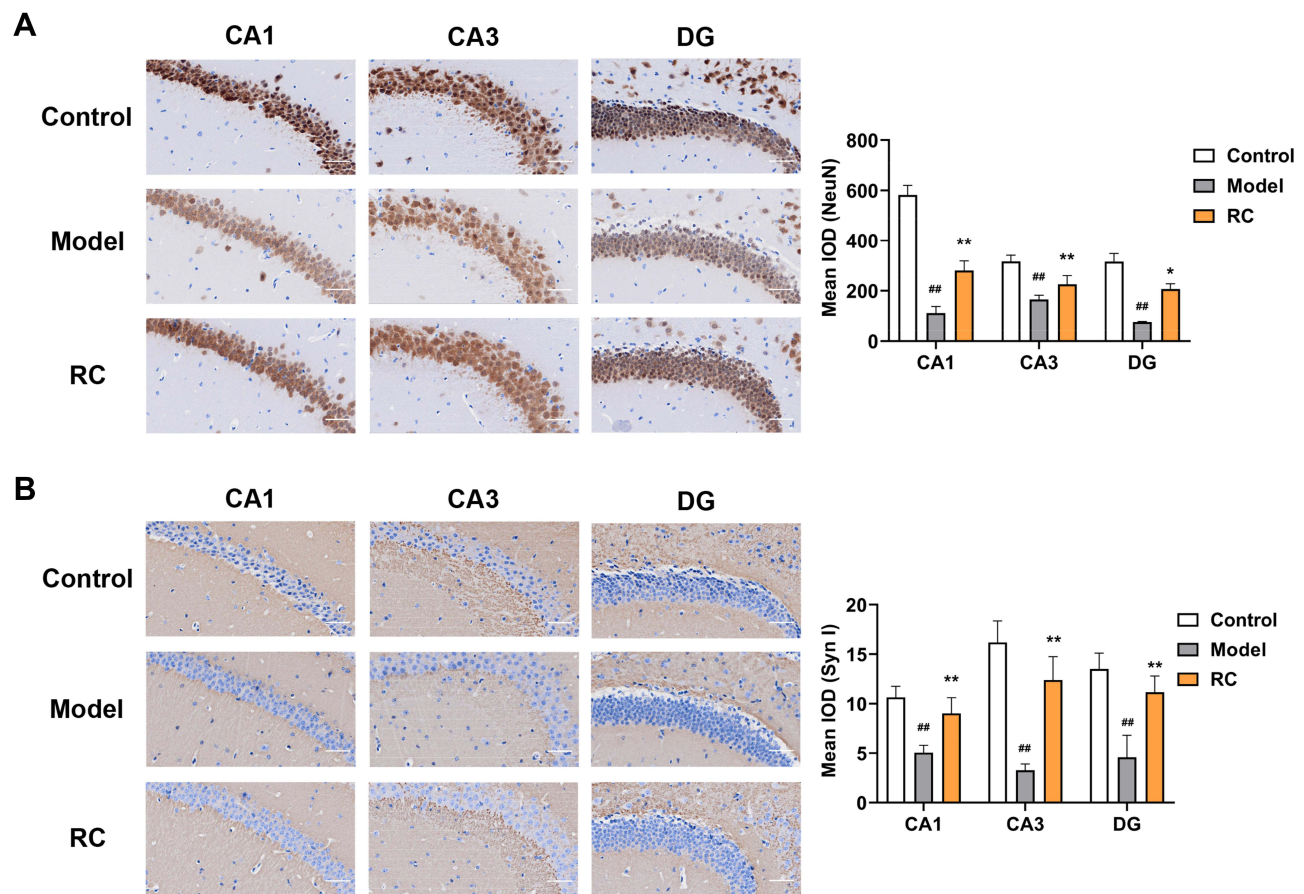 A
CA1 CA3 DG
Control
Model
RC
Mean IOD (NeuN)
800
600
400
200
0
## ** ## ** ## *
CA1 CA3 DG
Control
Model
RC
B
CA1 CA3 DG
Control
Model
RC
Mean IOD (Syn I)
20
15
10
5
0
## ** ## ** ## **
CA1 CA3 DG
Control
Model
RC